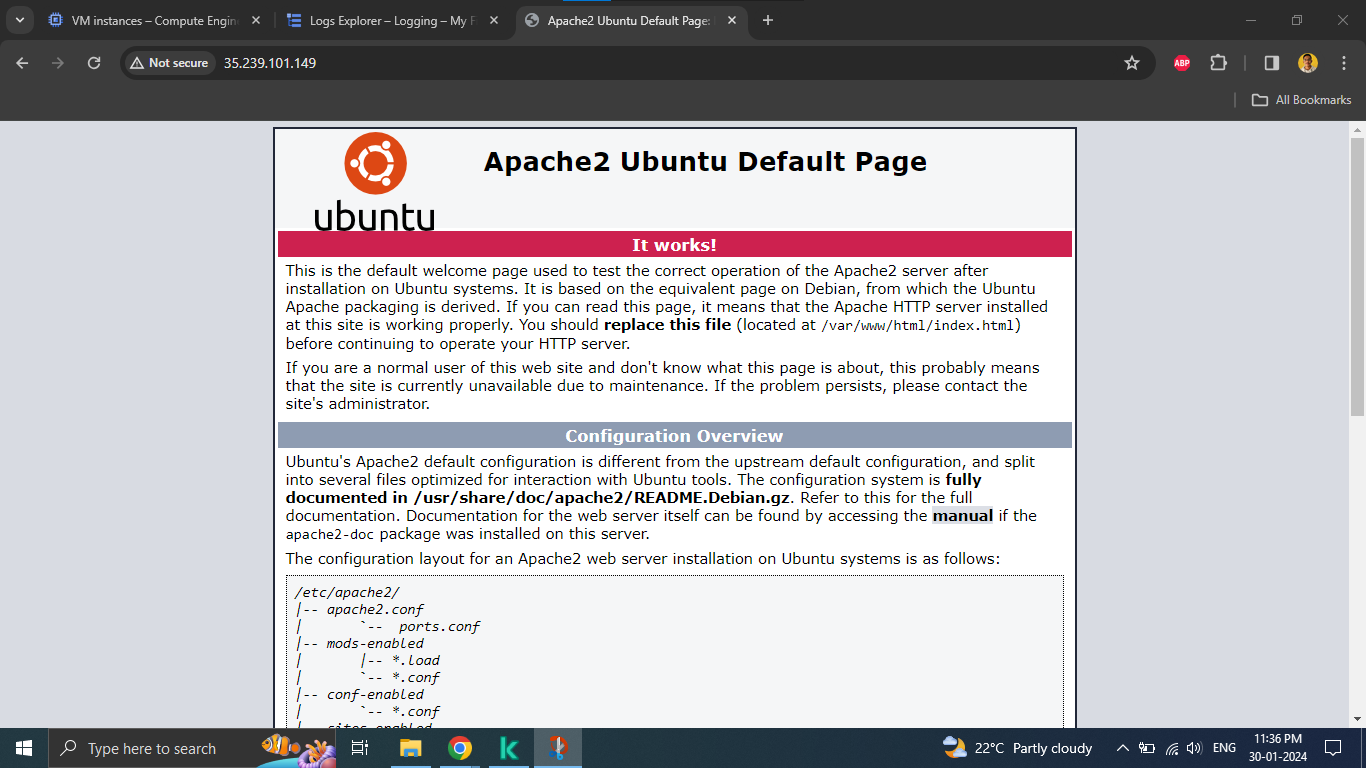 VM instances – Compute Engin
Logs Explorer – Logging – My F
Apache2 Ubuntu Default Page:
Not secure
35.239.101.149
ABP
All Bookmarks
ubuntu
Apache2 Ubuntu Default Page
It works!
This is the default welcome page used to test the correct operation of the Apache2 server after
installation on Ubuntu systems. It is based on the equivalent page on Debian, from which the Ubuntu
Apache packaging is derived. If you can read this page, it means that the Apache HTTP server installed
at this site is working properly. You should replace this file (located at /var/www/html/index.html)
before continuing to operate your HTTP server.
If you are a normal user of this web site and don't know what this page is about, this probably means
that the site is currently unavailable due to maintenance. If the problem persists, please contact the
site's administrator.
Configuration Overview
Ubuntu's Apache2 default configuration is different from the upstream default configuration, and split
into several files optimized for interaction with Ubuntu tools. The configuration system is fully
documented in /usr/share/doc/apache2/README.Debian.gz. Refer to this for the full
documentation. Documentation for the web server itself can be found by accessing the manual if the
apache2-doc package was installed on this server.
The configuration layout for an Apache2 web server installation on Ubuntu systems is as follows:
/etc/apache2/
|-- apache2.conf
|       `--  ports.conf
|-- mods-enabled
|       |-- *.load
|       `-- *.conf
|-- conf-enabled
|       `-- *.conf
|-- sites-enabled
Type here to search
22°C Partly cloudy
ENG
11:36 PM
30-01-2024